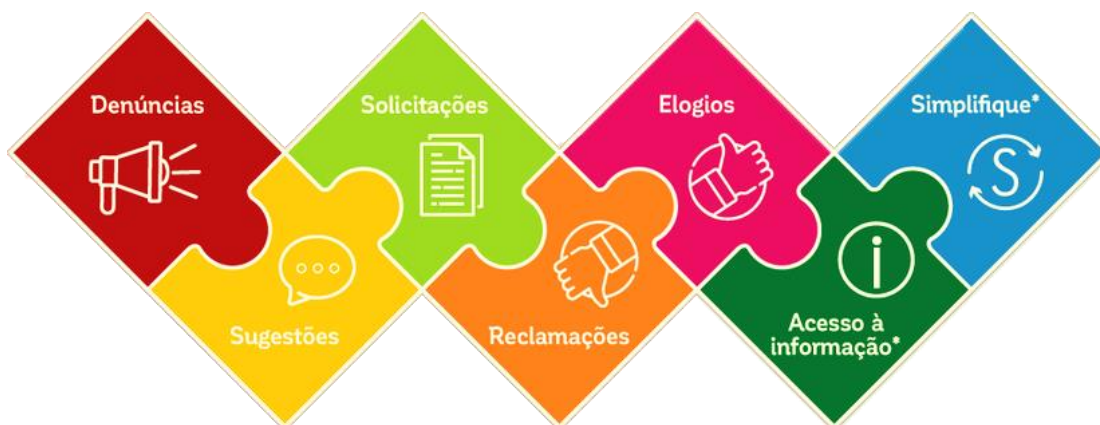 Denúncias
Solicitações
Elogios
Simplifique*
Sugestões
Reclamações
Acesso à
informação*
S
i